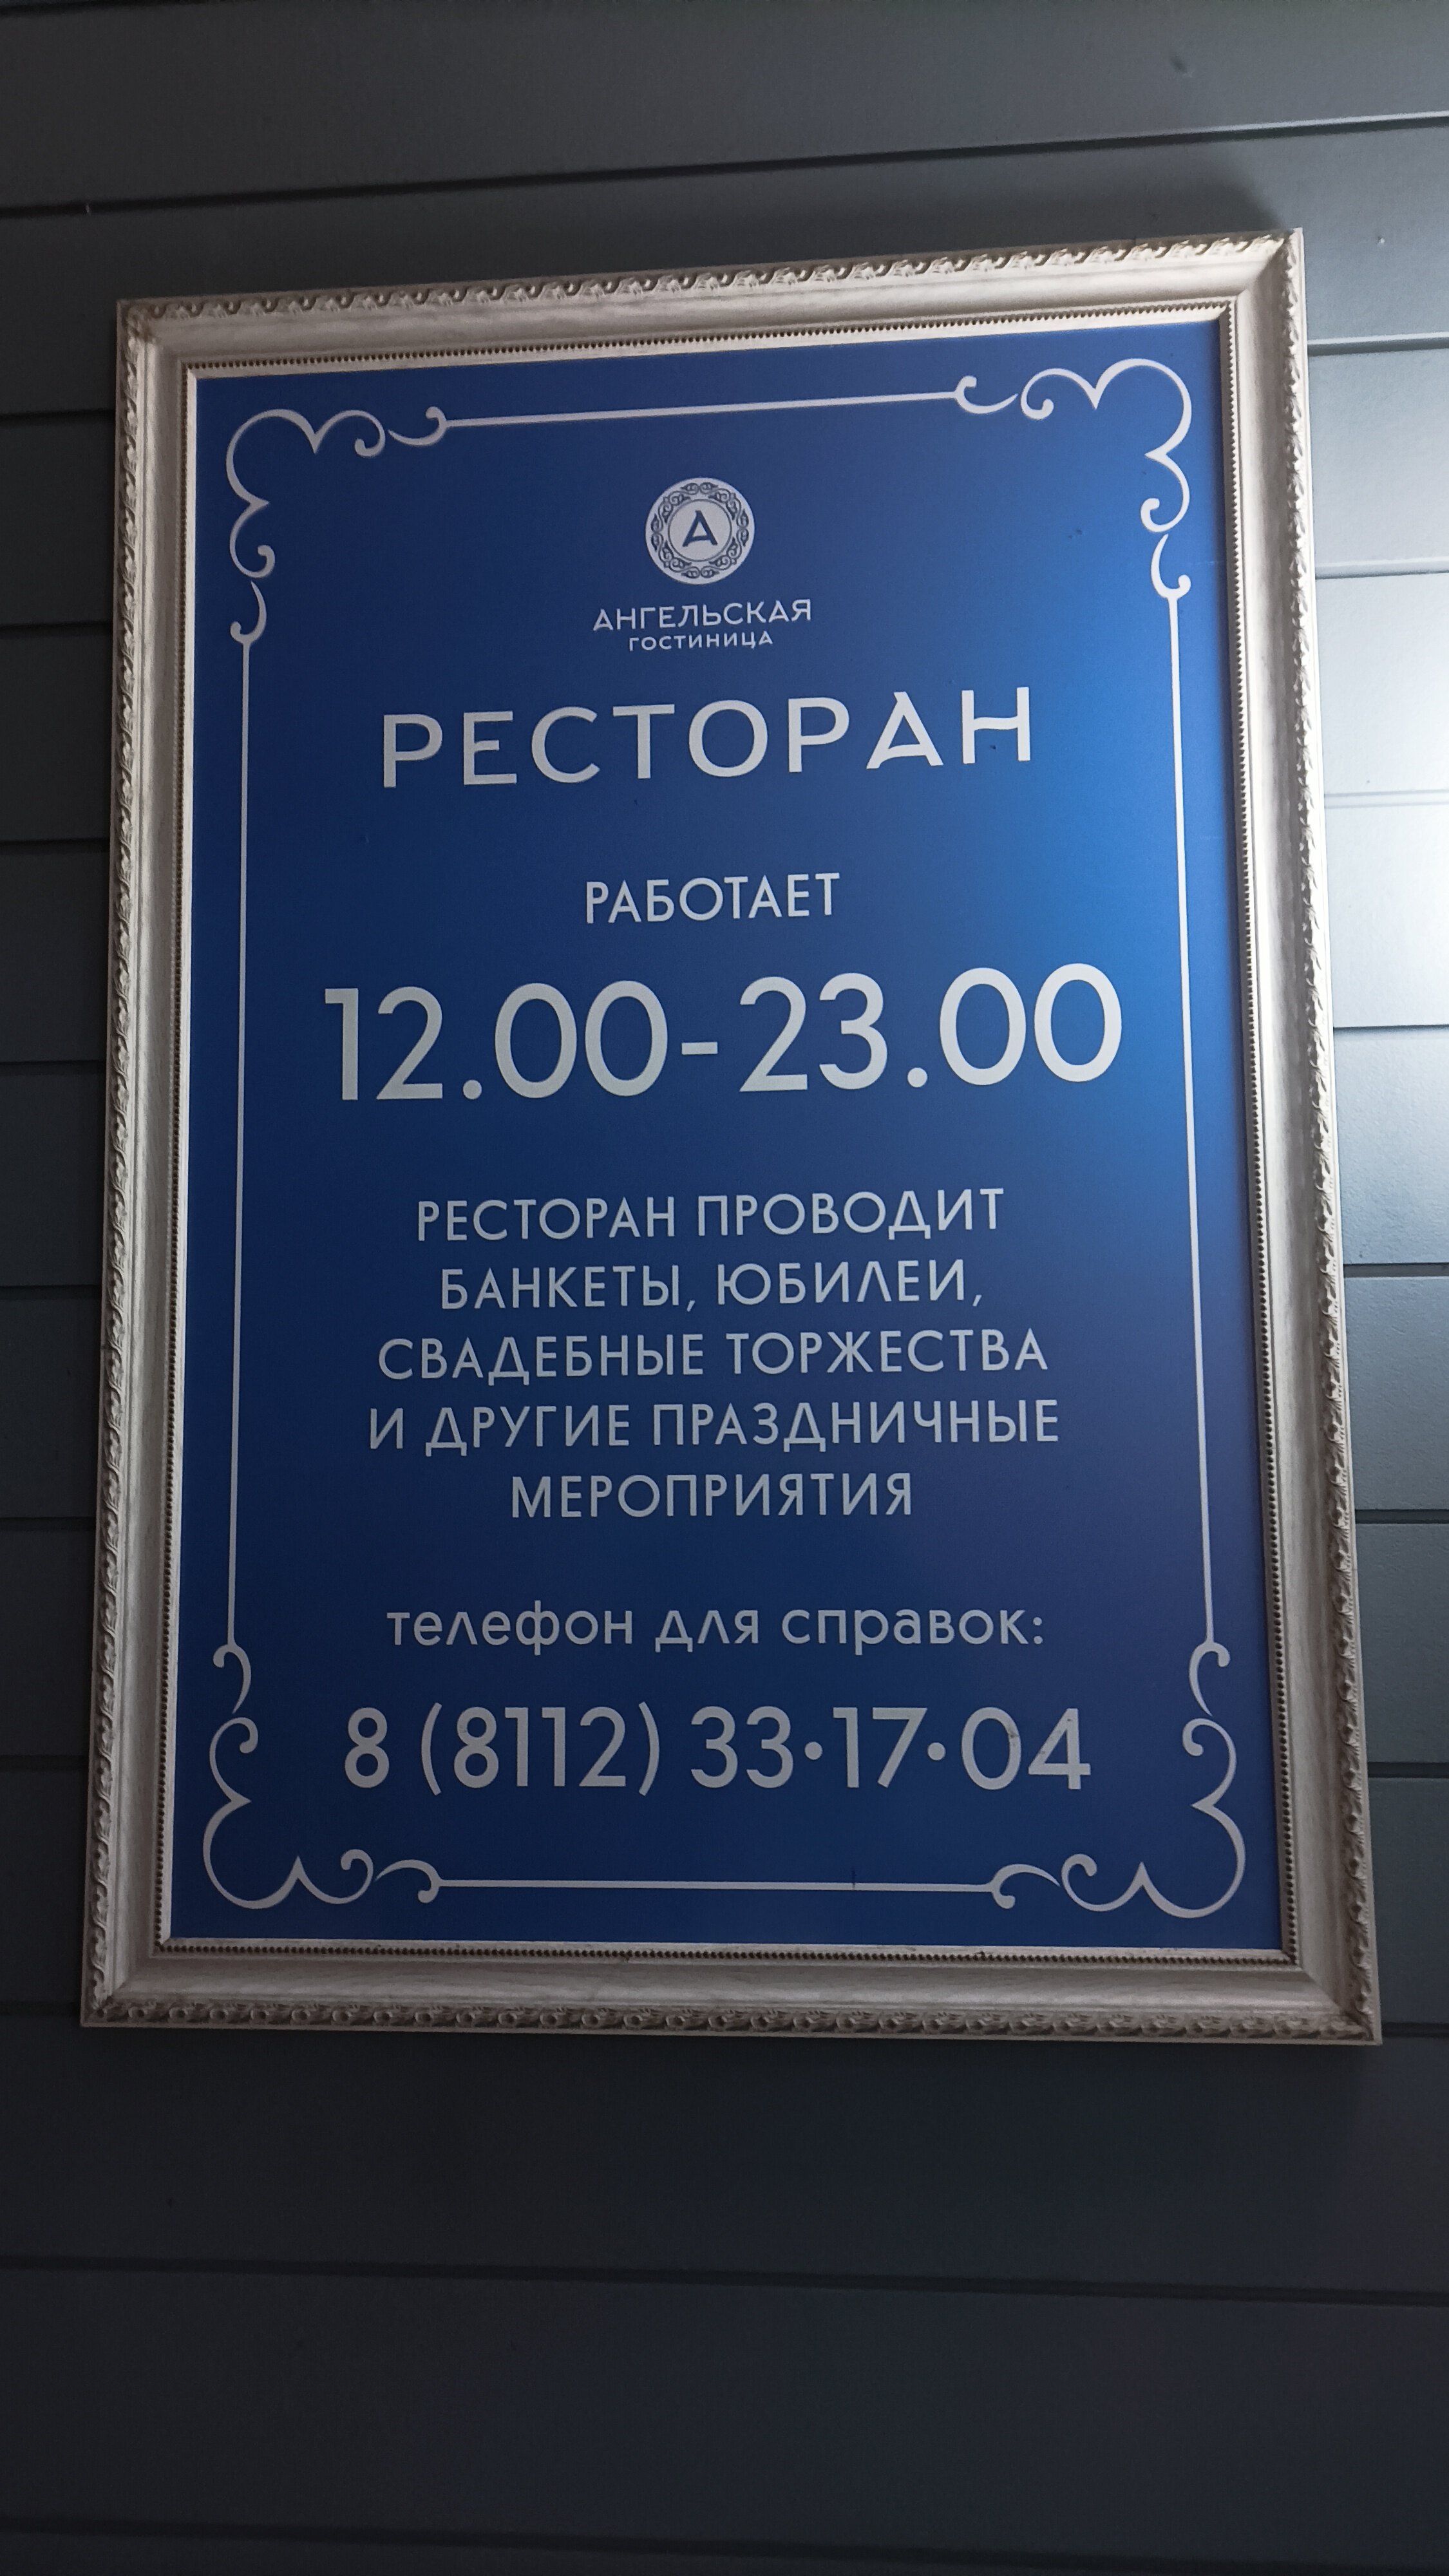 А
АНГЕЛЬСКАЯ
ГОСТИНИЦА
РЕСТОРАН
РАБОТАЕТ
12.00-23.00
РЕСТОРАН ПРОВОДИТ
БАНКЕТЫ, ЮБИЛЕИ,
СВАДЕБНЫЕ ТОРЖЕСТВА
И ДРУГИЕ ПРАЗДНИЧНЫЕ
МЕРОПРИЯТИЯ
телефон для справок:
8 (8112) 33·17·04